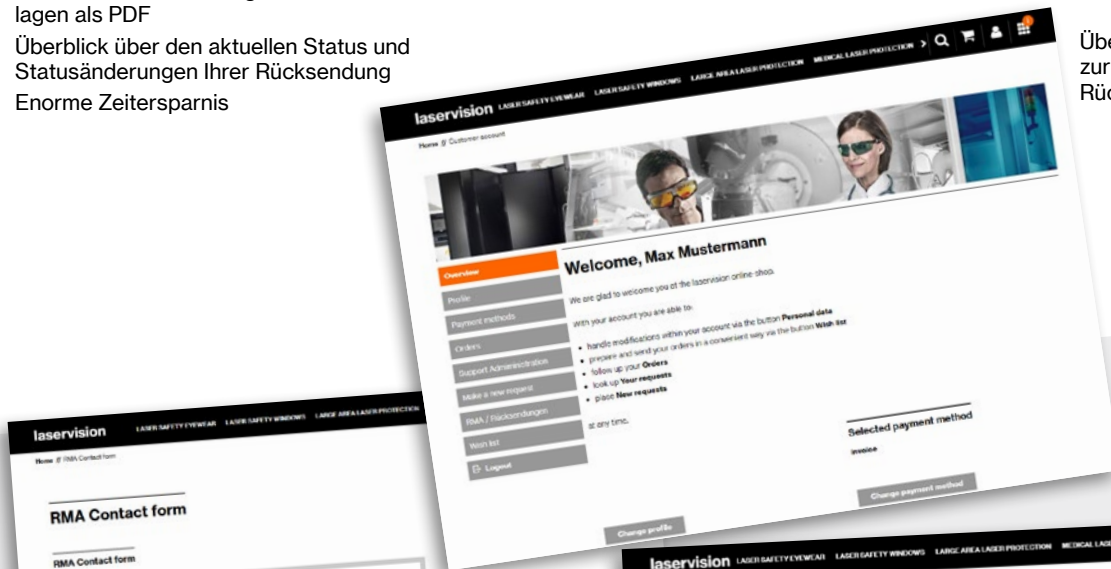 lagen als PDF
Überblick über den aktuellen Status und
Statusänderungen Ihrer Rücksendung
Enorme Zeitersparnis
zur
laservision LASER SAFETY EYEWEAR LASER SAFETY WINDOWS LARGE AREA LASER PROTECTION MEDICAL LASER PROTECTION >
Home // Customer account
Overview
Profile
Payment methods
Orders
Support Administration
Make a new request
RMA / Rücksendungen
Wish list
Logout
Welcome, Max Mustermann
We are glad to welcome you at the laservision online-shop.
With your account you are able to:
• handle modifications within your account via the button Personal data
• prepare and send your orders in a convenient way via the button Wish list
• follow up your Orders
• look up Your requests
• place New requests
at any time.
Selected payment method
invoice
Change profile
Change payment method
laservision LASER SAFETY EYEWEAR LASER SAFETY WINDOWS LARGE AREA LASER PROTECTION
Home // RMA Contact form
RMA Contact form
RMA Contact form
laservision LASER SAFETY EYEWEAR LASER SAFETY WINDOWS LARGE AREA LASER PROTECTION MEDICAL